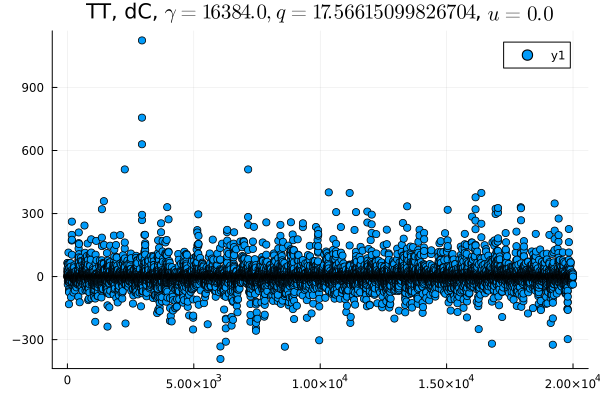 TT, dC, γ = 16384.0, q = 17.56615099826704, u = 0.0
y1
900
600
300
0
−300
0 5.00×10³ 1.00×10⁴ 1.50×10⁴ 2.00×10⁴